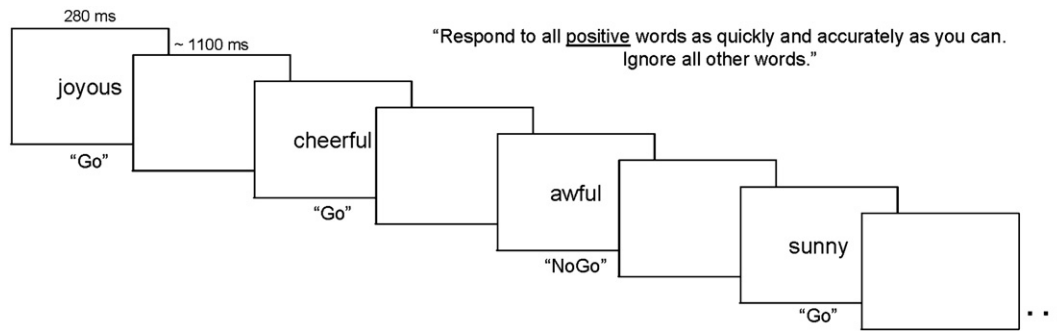 280 ms
~ 1100 ms
“Respond to all positive words as quickly and accurately as you can.
Ignore all other words.”
joyous
“Go”
cheerful
“Go”
awful
“NoGo”
sunny
“Go”
. .